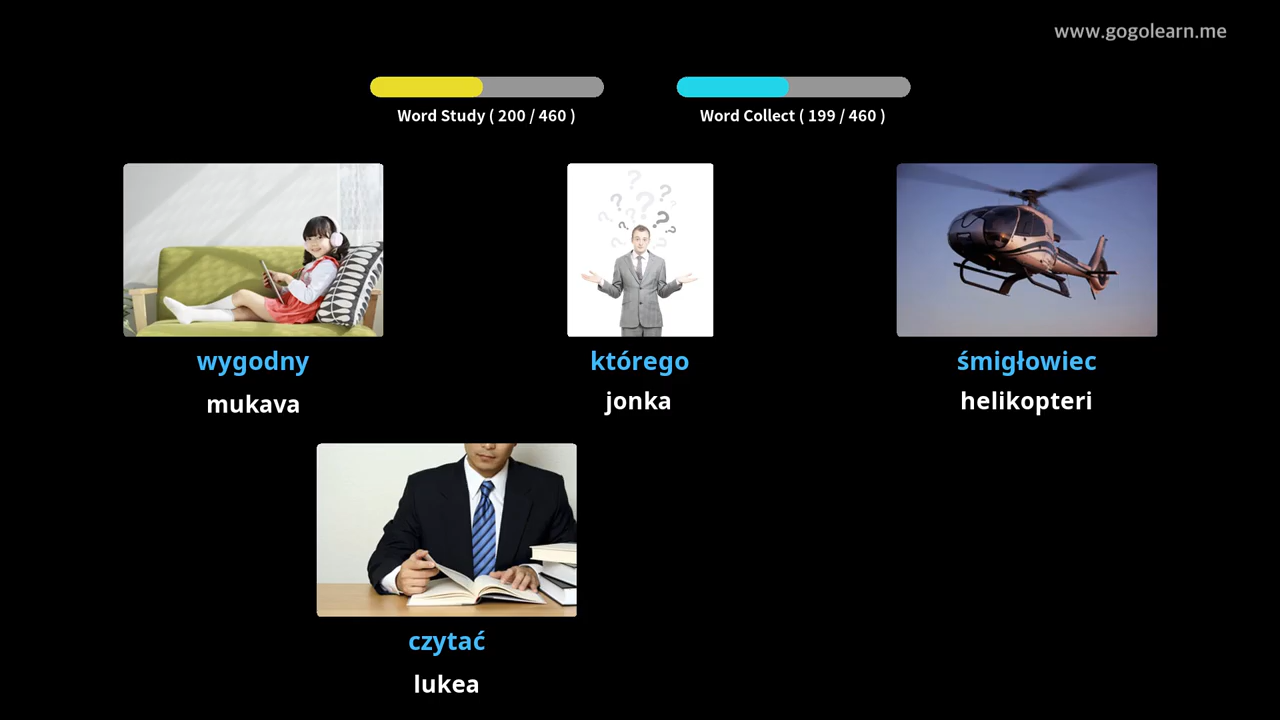 www.gogolearn.me
Word Study ( 200 / 460 )
Word Collect ( 199 / 460 )
wygodny
mukava
którego
jonka
śmigłowiec
helikopteri
czytać
lukea